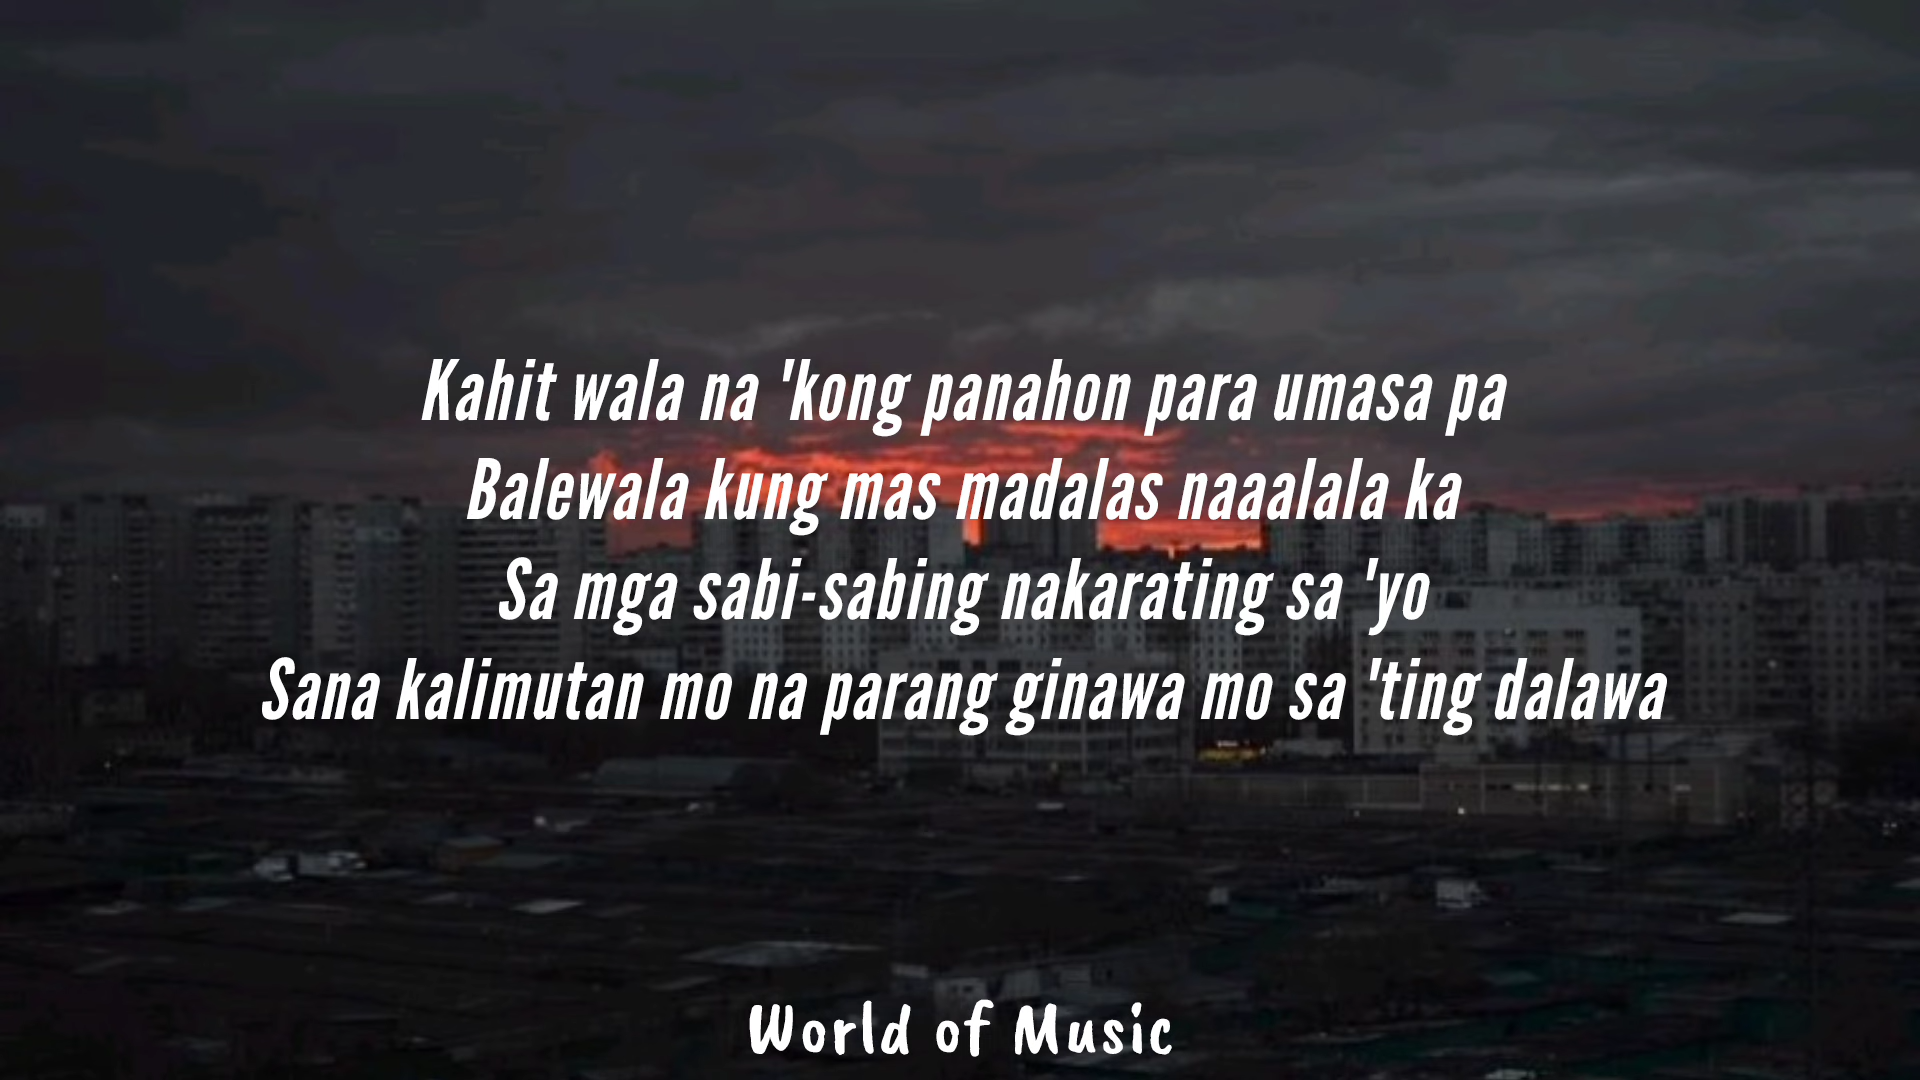 Kahit wala na 'kong panahon para umasa pa
Balewala kung mas madalas naaalala ka
Sa mga sabi-sabing nakarating sa 'yo
Sana kalimutan mo na parang ginawa mo sa 'ting dalawa
World of Music